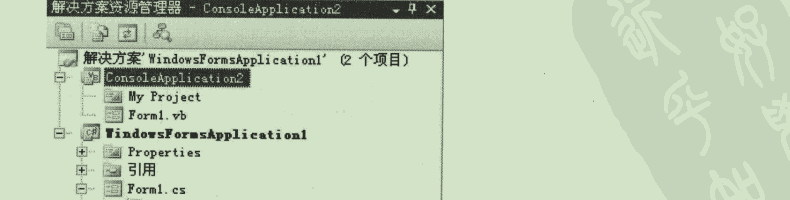 解决方案资源管理器 - ConsoleApplication2
解决方案'WindowsFormsApplication1' (2 个项目)
ConsoleApplication2
My Project
Form1.vb
WindowsFormsApplication1
Properties
引用
Form1.cs